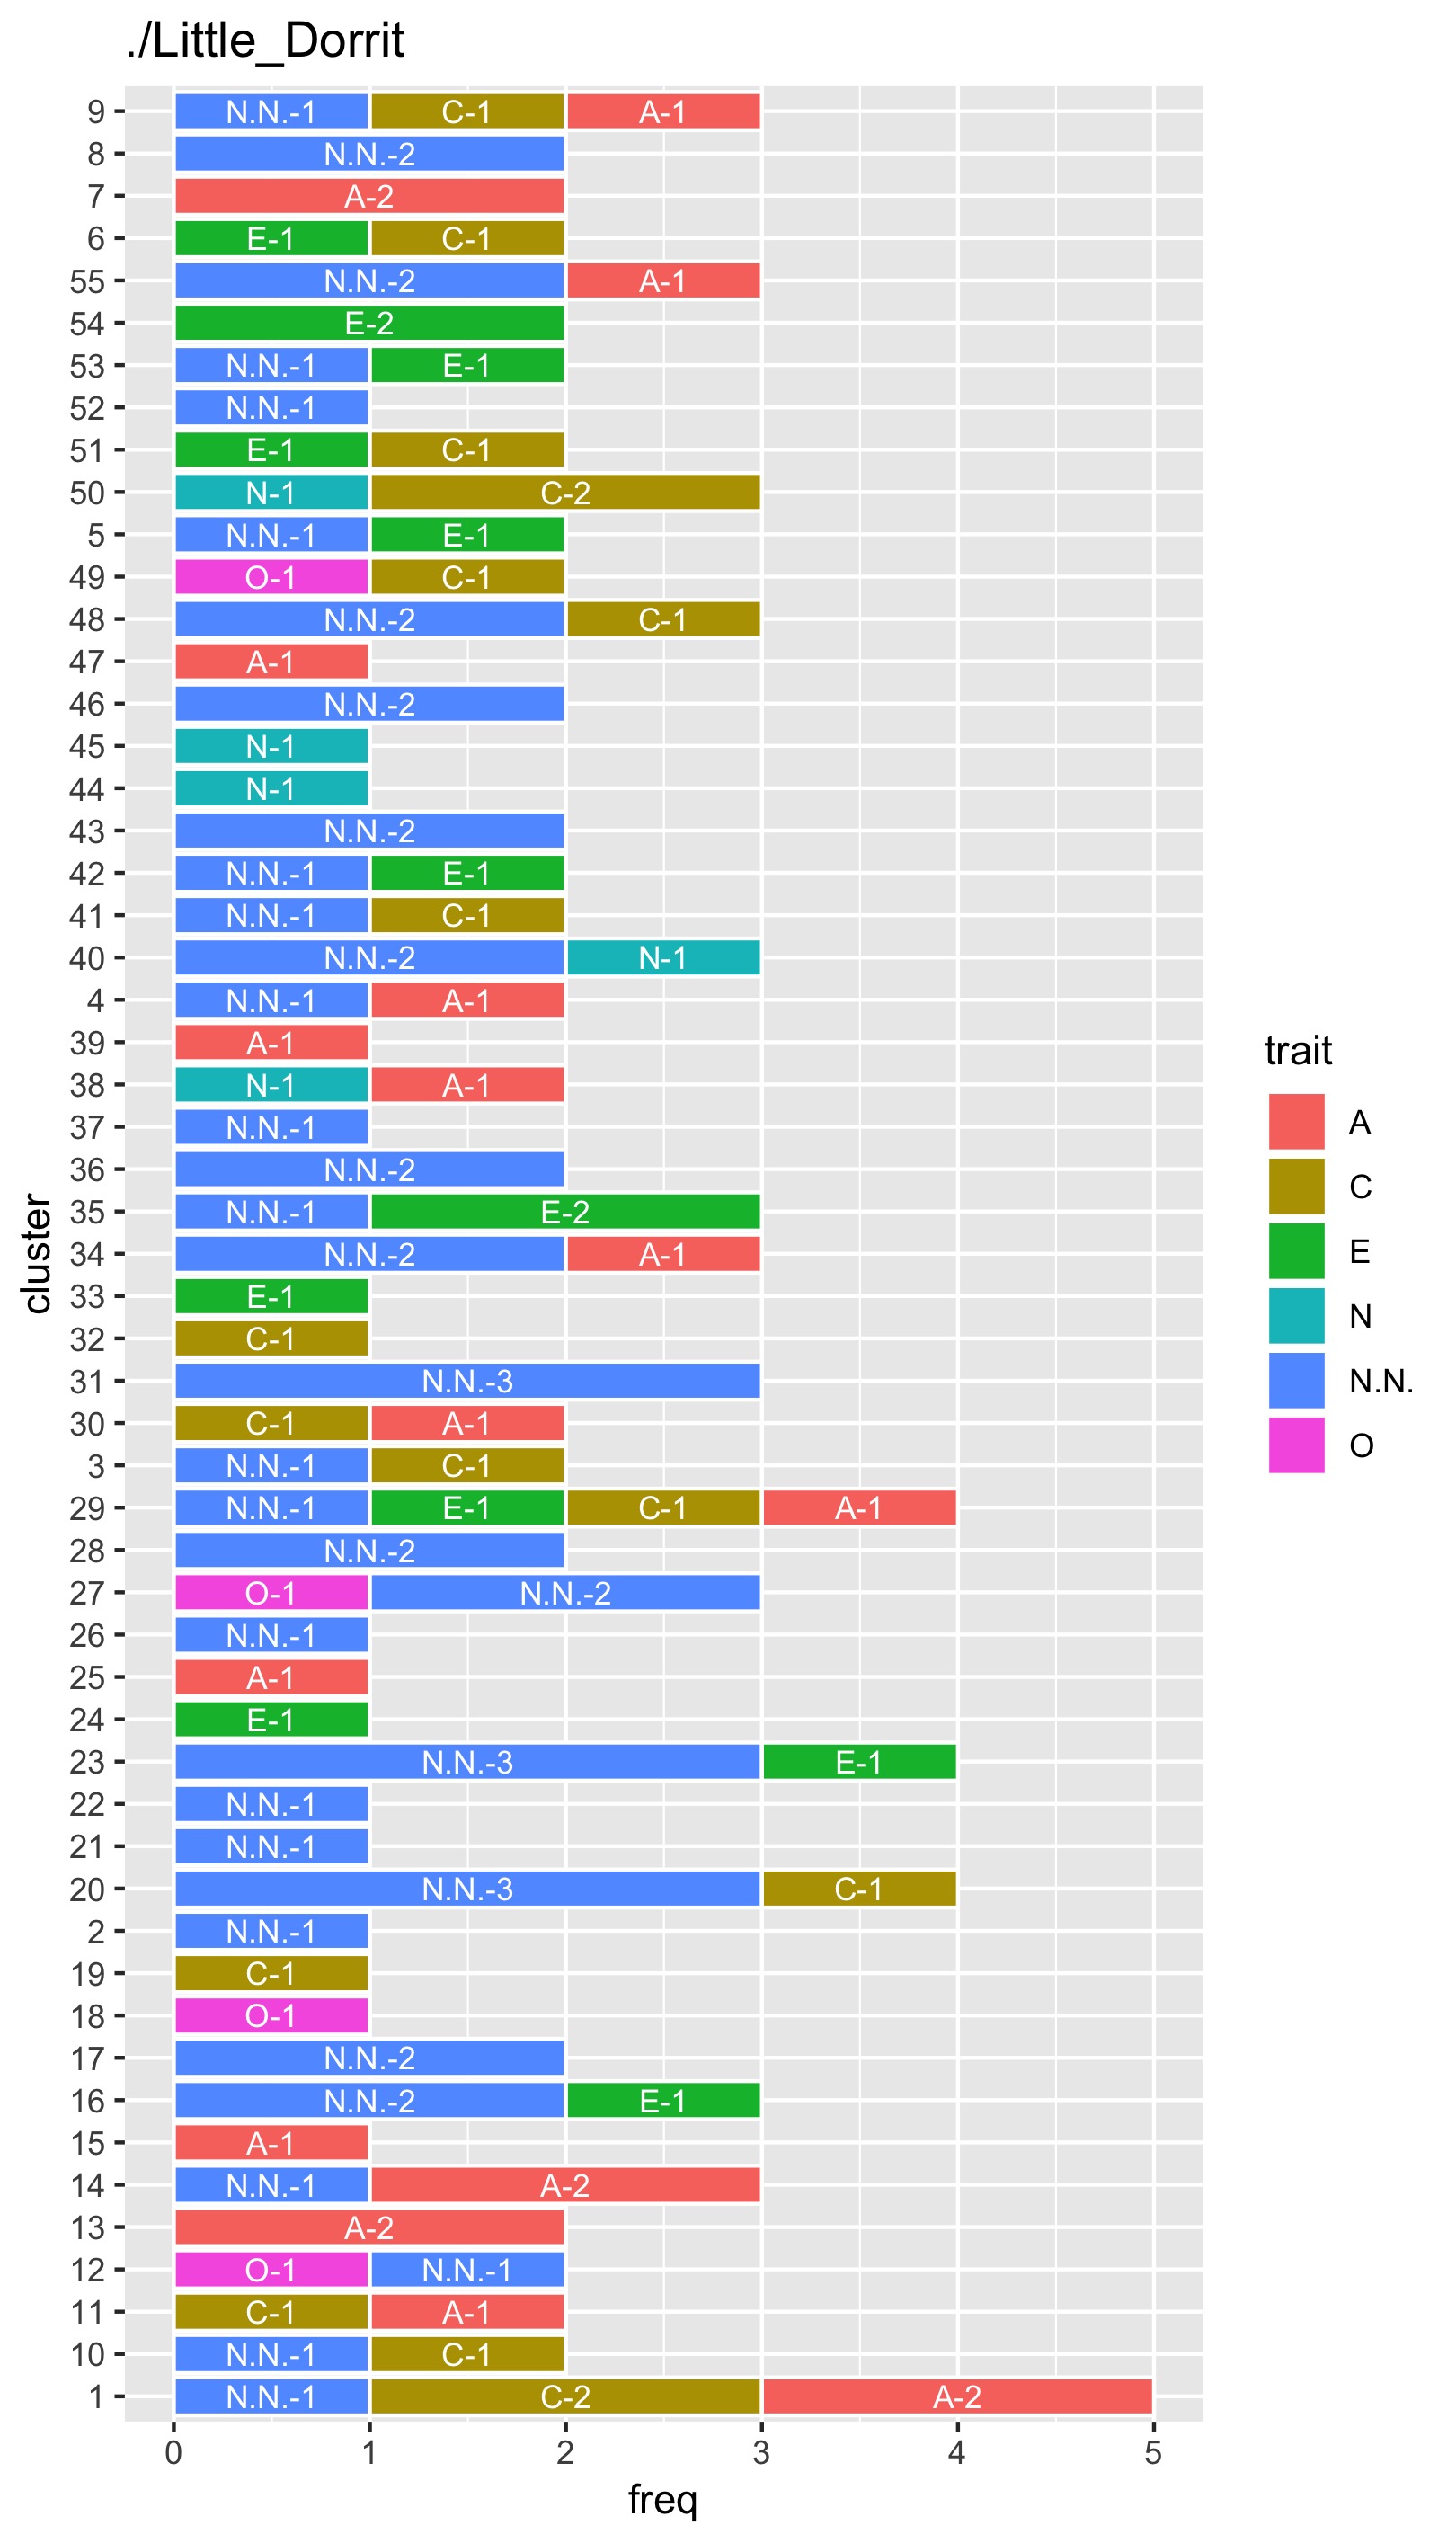 ./Little_Dorrit
9 N.N.-1 C-1 A-1
8 N.N.-2
7 A-2
6 E-1 C-1
55 N.N.-2 A-1
54 E-2
53 N.N.-1 E-1
52 N.N.-1
51 E-1 C-1
50 N-1 C-2
5 N.N.-1 E-1
49 O-1 C-1
48 N.N.-2 C-1
47 A-1
46 N.N.-2
45 N-1
44 N-1
43 N.N.-2
42 N.N.-1 E-1
41 N.N.-1 C-1
40 N.N.-2 N-1
4 N.N.-1 A-1
39 A-1
38 N-1 A-1
37 N.N.-1
36 N.N.-2
35 N.N.-1 E-2
34 N.N.-2 A-1
33 E-1
32 C-1
31 N.N.-3
30 C-1 A-1
3 N.N.-1 C-1
29 N.N.-1 E-1 C-1 A-1
28 N.N.-2
27 O-1 N.N.-2
26 N.N.-1
25 A-1
24 E-1
23 N.N.-3 E-1
22 N.N.-1
21 N.N.-1
20 N.N.-3 C-1
2 N.N.-1
19 C-1
18 O-1
17 N.N.-2
16 N.N.-2 E-1
15 A-1
14 N.N.-1 A-2
13 A-2
12 O-1 N.N.-1
11 C-1 A-1
10 N.N.-1 C-1
1 N.N.-1 C-2 A-2
0 1 2 3 4 5
freq
cluster
trait
A
C
E
N
N.N.
O